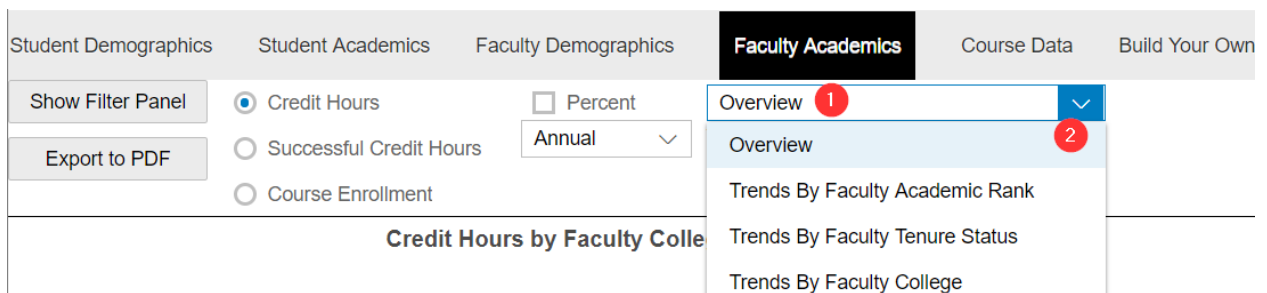 Student Demographics Student Academics Faculty Demographics Faculty Academics Course Data Build Your Own
Show Filter Panel Credit Hours Percent Overview 1
Export to PDF Successful Credit Hours Annual Overview 2
Course Enrollment Trends By Faculty Academic Rank
Credit Hours by Faculty Colle Trends By Faculty Tenure Status
Trends By Faculty College